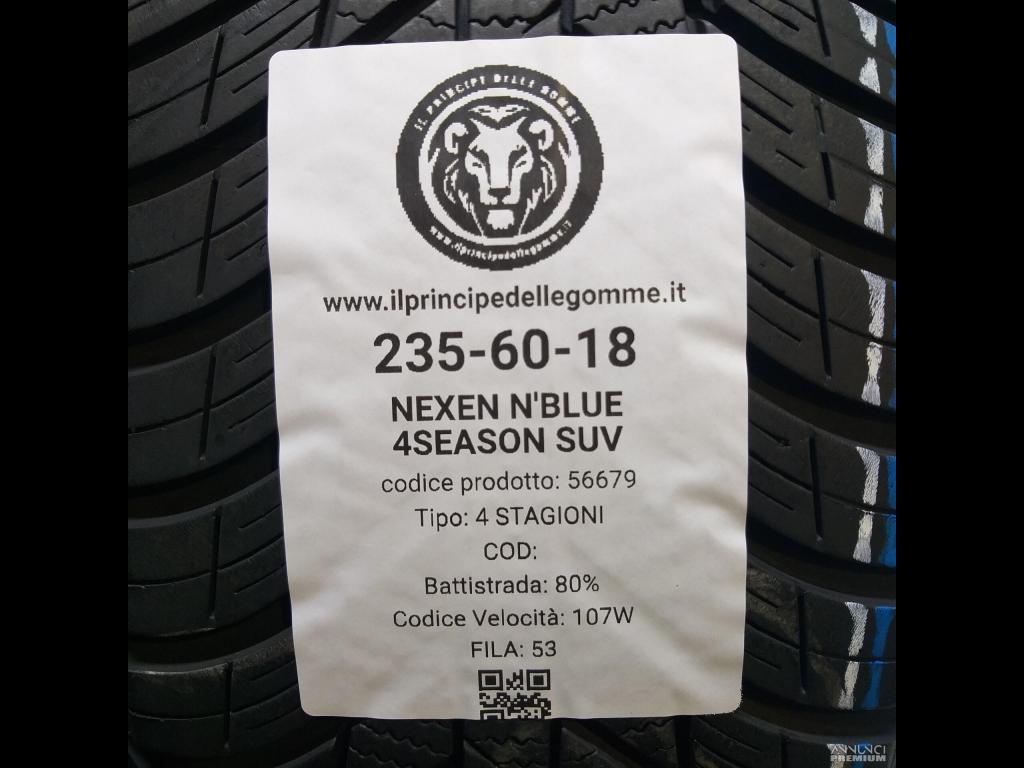 IL PRINCIPE DELLE GOMME
www.ilprincipedellegomme.it
www.ilprincipedellegomme.it
235-60-18
NEXEN N'BLUE
4SEASON SUV
codice prodotto: 56679
Tipo: 4 STAGIONI
COD:
Battistrada: 80%
Codice Velocità: 107W
FILA: 53
ANNUNCI
PREMIUM